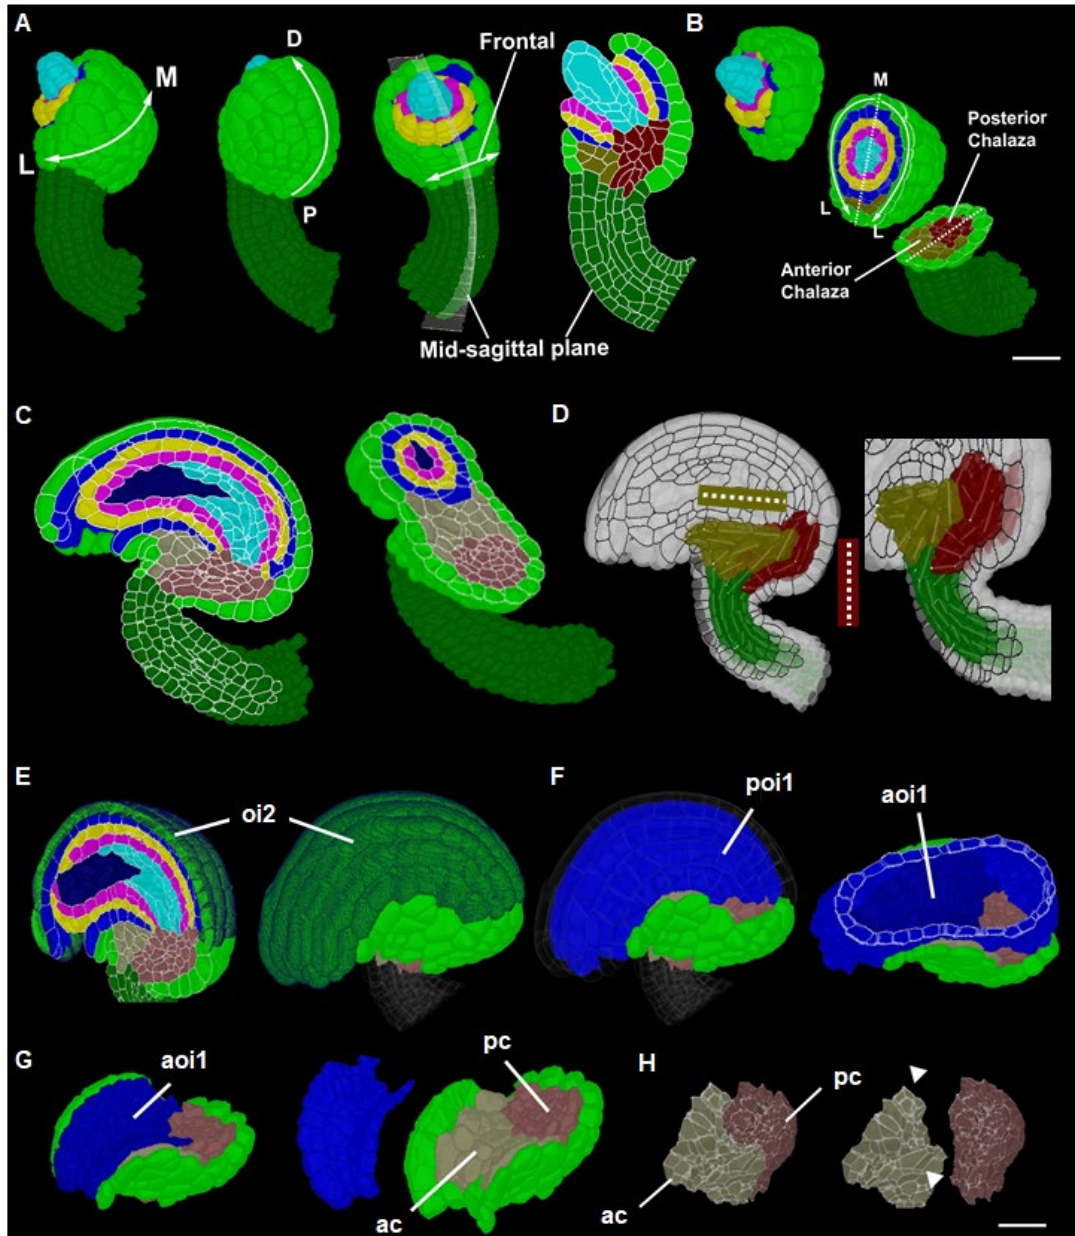 A
M
L
D
P
Frontal
Mid-sagittal plane
B
M
L
L
Posterior
Chalaza
Anterior
Chalaza
C
D
E
oi2
F
poi1
aoi1
G
aoi1
pc
ac
H
pc
ac